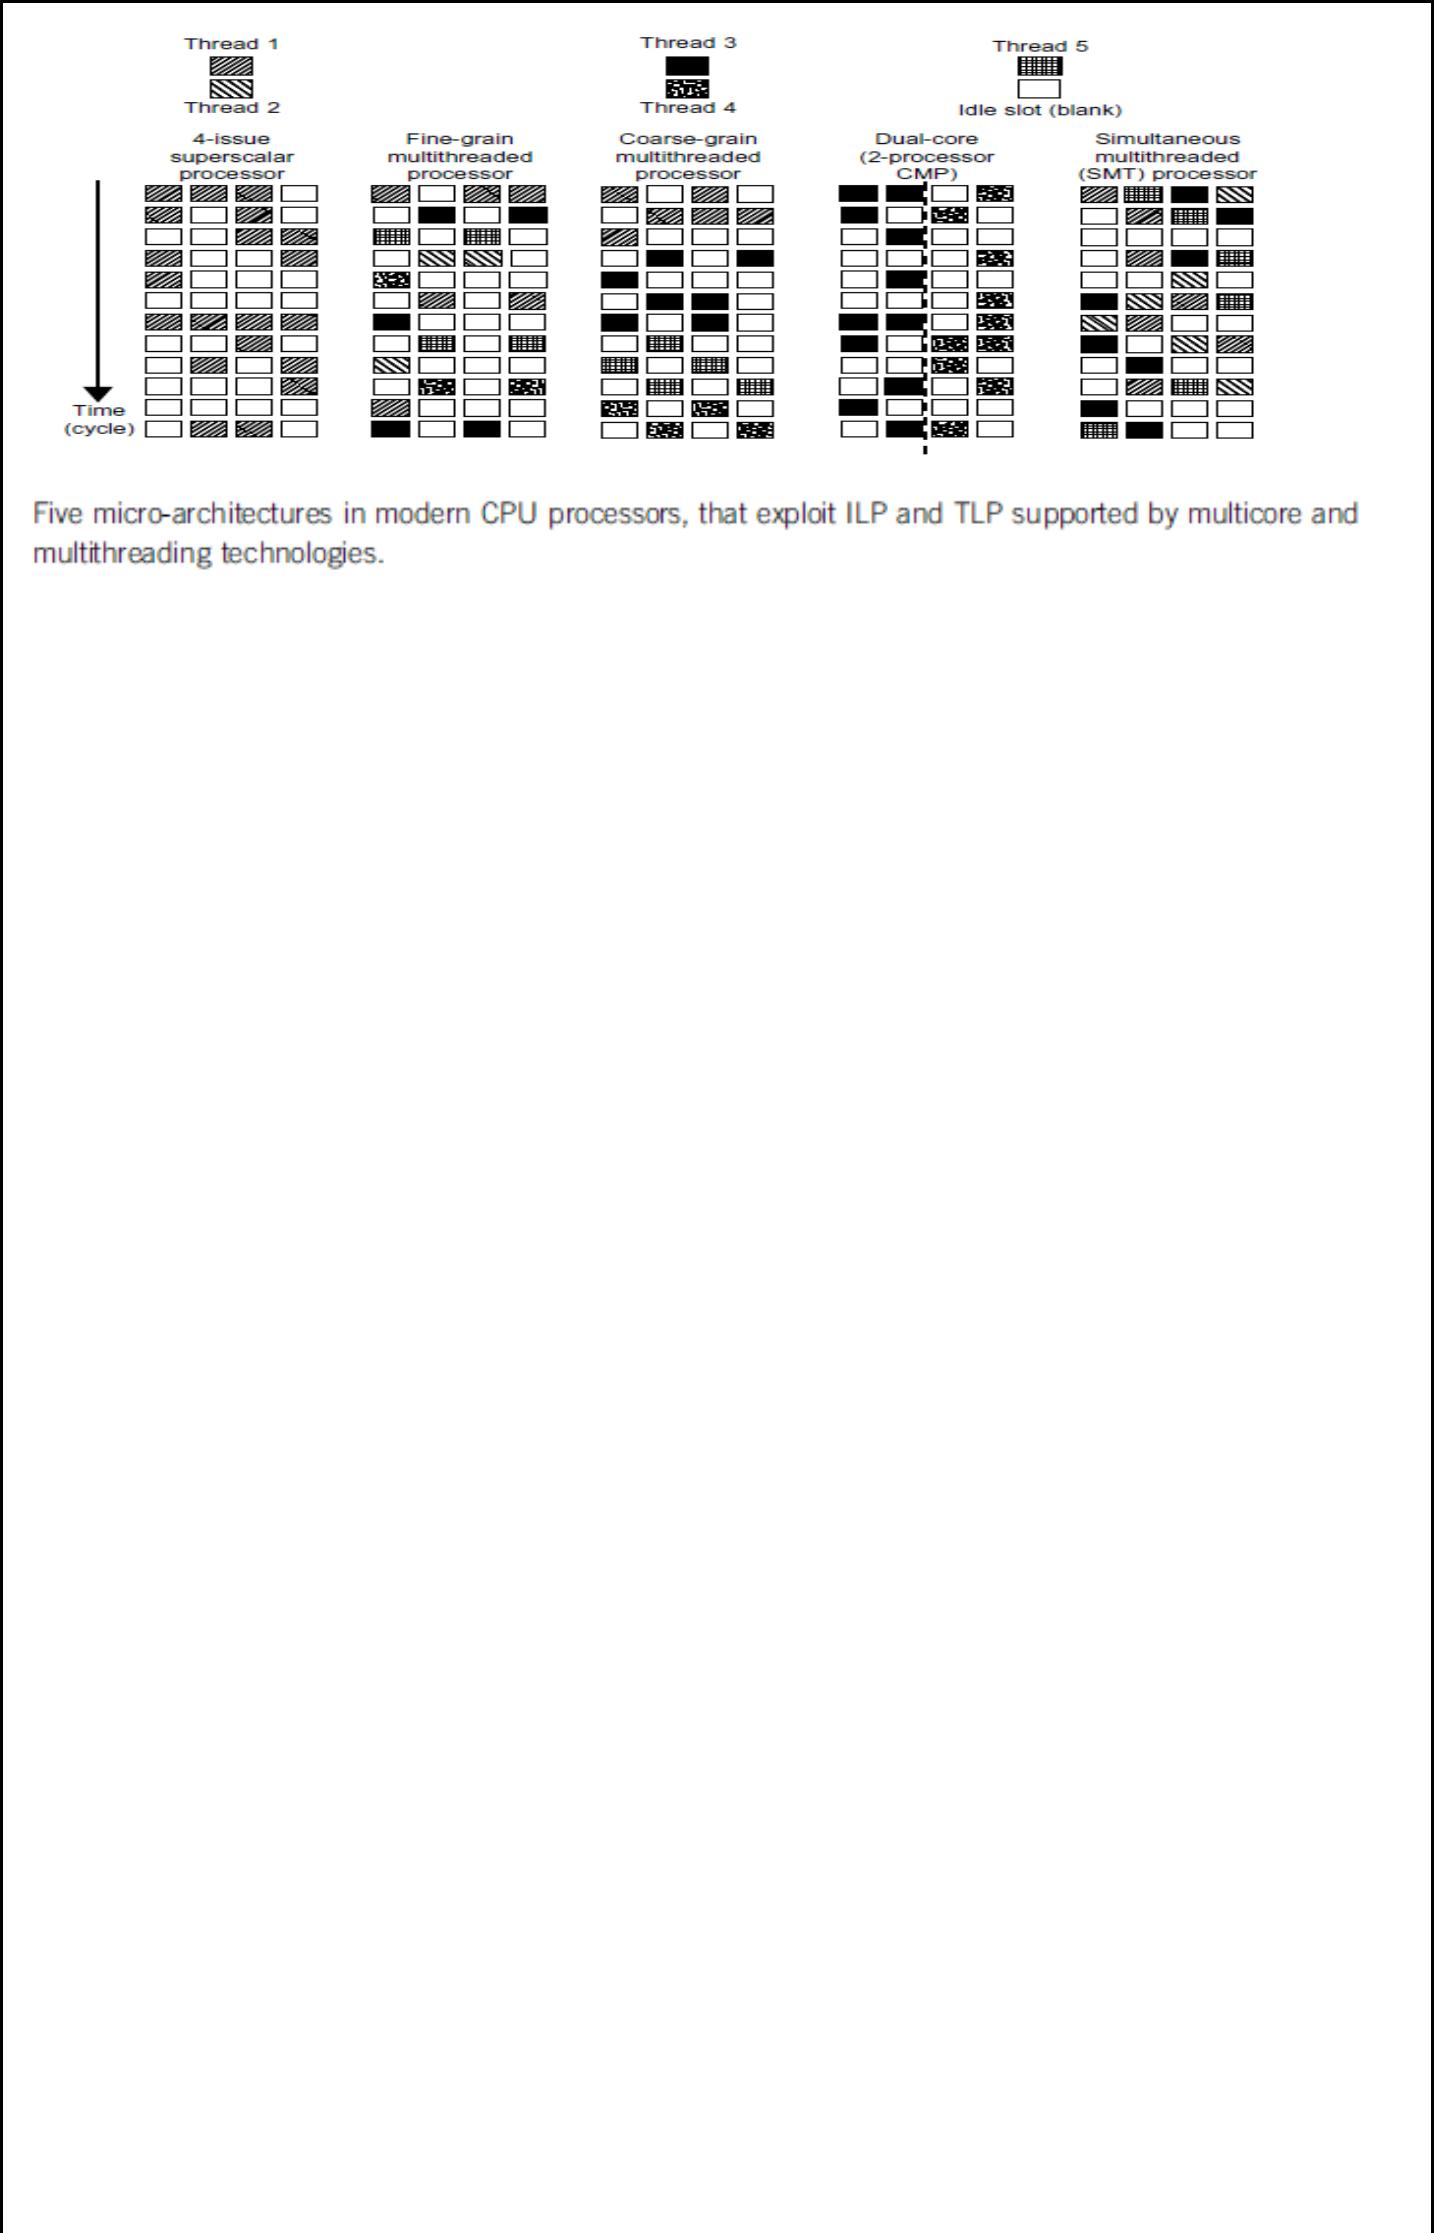 Thread 1
Thread 2
Thread 3
Thread 4
Thread 5
Idle slot (blank)
4-issue
superscalar
processor
Fine-grain
multithreaded
processor
Coarse-grain
multithreaded
processor
Dual-core
(2-processor
CMP)
Simultaneous
multithreaded
(SMT) processor
Time
(cycle)
Five micro-architectures in modern CPU processors, that exploit ILP and TLP supported by multicore and
multithreading technologies.